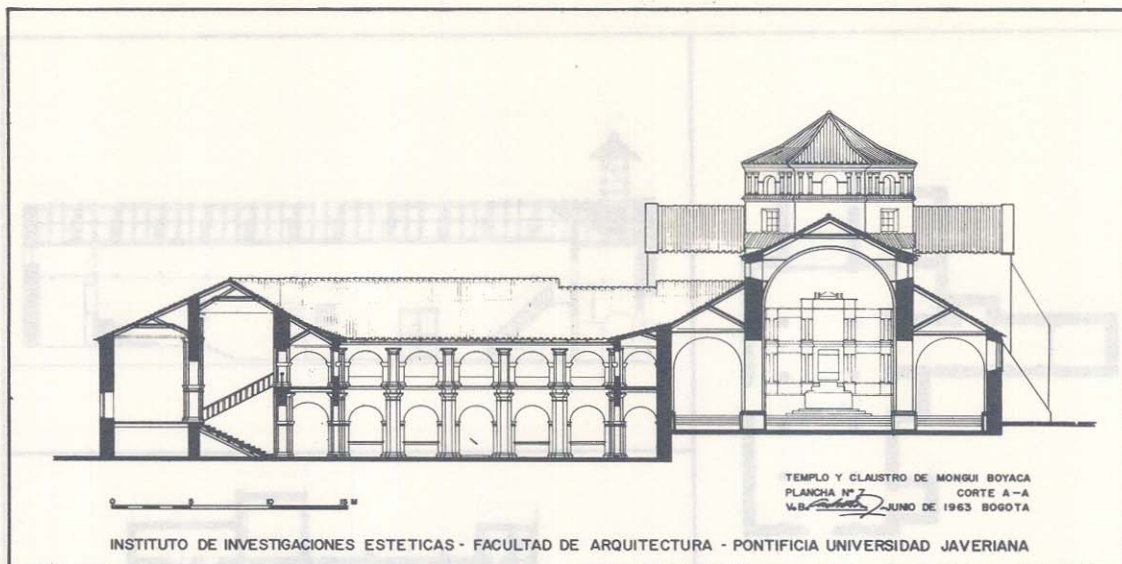 0 5 10 15 M
TEMPLO Y CLAUSTRO DE MONGUI BOYACA
PLANCHA Nº 7 CORTE A-A
VºBº JUNIO DE 1963 BOGOTA
INSTITUTO DE INVESTIGACIONES ESTETICAS - FACULTAD DE ARQUITECTURA - PONTIFICIA UNIVERSIDAD JAVERIANA